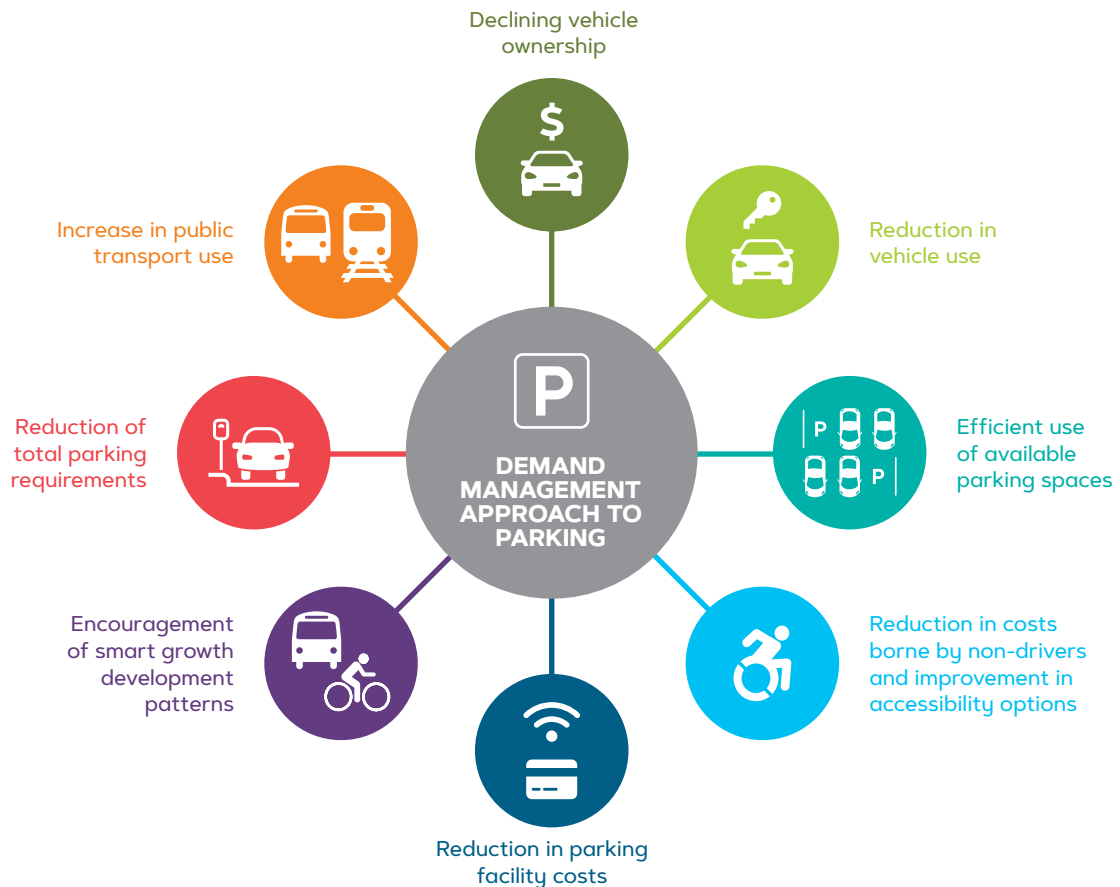 Declining vehicle
ownership
$
Reduction in
vehicle use
Increase in public
transport use
P
DEMAND
MANAGEMENT
APPROACH TO
PARKING
Reduction of
total parking
requirements
P
P
Efficient use
of available
parking spaces
Encouragement
of smart growth
development
patterns
Reduction in costs
borne by non-drivers
and improvement in
accessibility options
Reduction in parking
facility costs